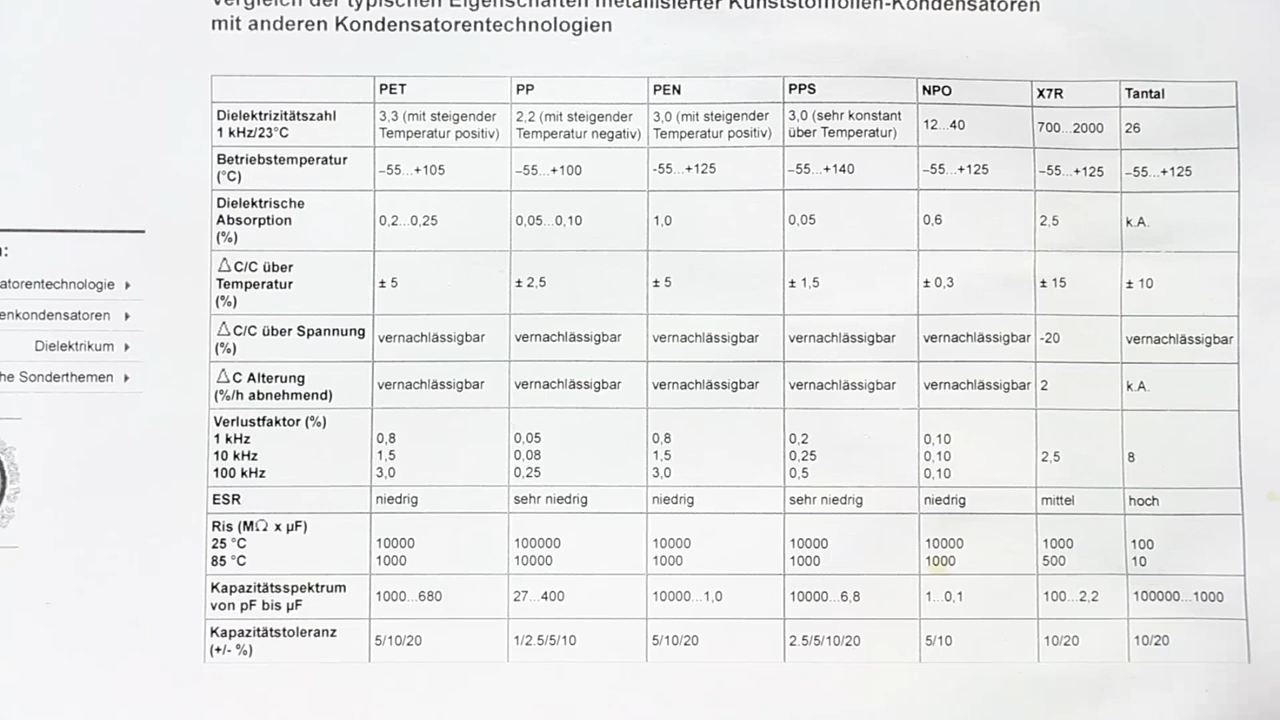 Vergleich der typischen Eigenschaften metallisierter Kunststoffolien-Kondensatoren
mit anderen Kondensatorentechnologien
PET PP PEN PPS NPO X7R Tantal
Dielektrizitätszahl
1 kHz/23°C
3,3 (mit steigender
Temperatur positiv)
2,2 (mit steigender
Temperatur negativ)
3,0 (mit steigender
Temperatur positiv)
3,0 (sehr konstant
über Temperatur)
12...40
700...2000
26
Betriebstemperatur
(°C)
–55...+105 –55...+100 -55...+125 –55...+140 –55...+125 –55...+125 –55...+125
Dielektrische
Absorption
(%)
0,2...0,25 0,05...0,10 1,0 0,05 0,6 2,5 k.A.
△C/C über
Temperatur
(%)
± 5 ± 2,5 ± 5 ± 1,5 ± 0,3 ± 15 ± 10
△C/C über Spannung
(%)
vernachlässigbar vernachlässigbar vernachlässigbar vernachlässigbar vernachlässigbar -20 vernachlässigbar
△C Alterung
(%/h abnehmend)
vernachlässigbar vernachlässigbar vernachlässigbar vernachlässigbar vernachlässigbar 2 k.A.
Verlustfaktor (%)
1 kHz 0,8 0,05 0,8 0,2 0,10
10 kHz 1,5 0,08 1,5 0,25 0,10 2,5 8
100 kHz 3,0 0,25 3,0 0,5 0,10
ESR niedrig sehr niedrig niedrig sehr niedrig niedrig mittel hoch
Ris (MΩ x µF)
25 °C 10000 100000 10000 10000 10000 1000 100
85 °C 1000 10000 1000 1000 1000 500 10
Kapazitätsspektrum
von pF bis µF
1000...680 27...400 10000...1,0 10000...6,8 1...0,1 100...2,2 100000...1000
Kapazitätstoleranz
(+/- %)
5/10/20 1/2.5/5/10 5/10/20 2.5/5/10/20 5/10 10/20 10/20
:
atorentechnologie
enkondensatoren
Dielektrikum
he Sonderthemen